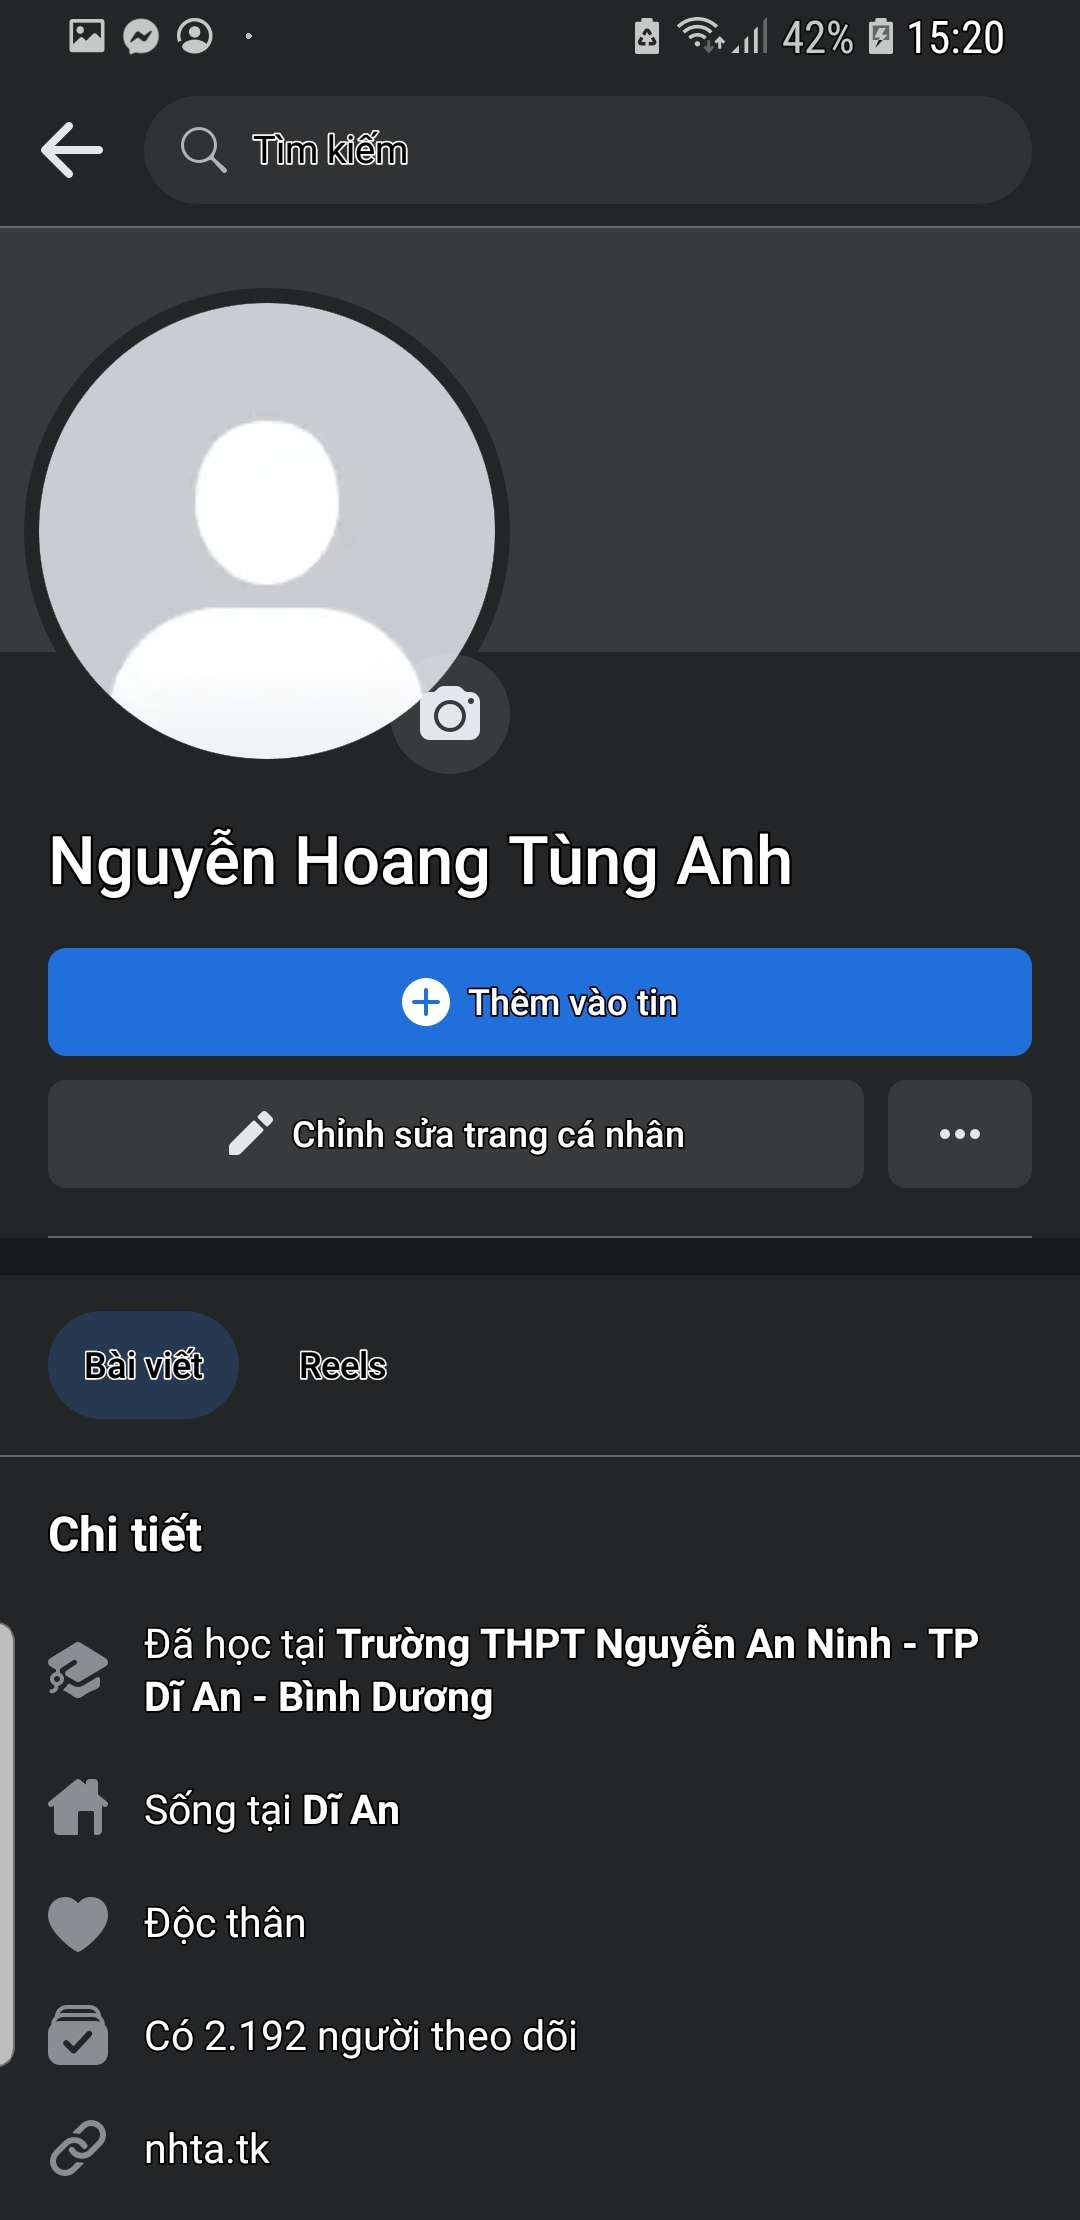 42% 15:20
Tìm kiếm
Nguyễn Hoang Tùng Anh
Thêm vào tin
Chỉnh sửa trang cá nhân
Bài viết Reels
Chi tiết
Đã học tại Trường THPT Nguyễn An Ninh - TP
Dĩ An - Bình Dương
Sống tại Dĩ An
Độc thân
Có 2.192 người theo dõi
nhta.tk